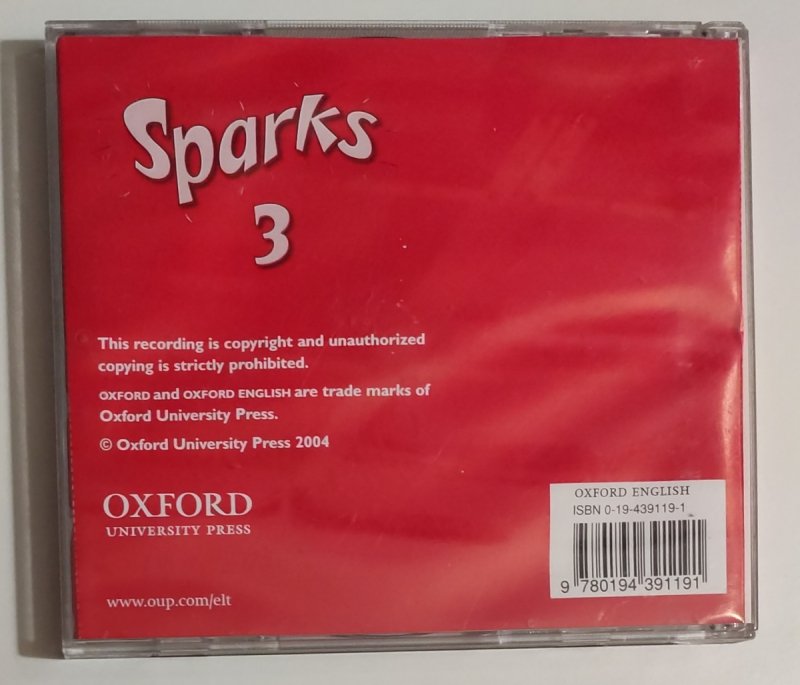 Sparks
3
This recording is copyright and unauthorized
copying is strictly prohibited.
OXFORD and OXFORD ENGLISH are trade marks of
Oxford University Press.
© Oxford University Press 2004
OXFORD
UNIVERSITY PRESS
www.oup.com/elt
OXFORD ENGLISH
ISBN 0-19-439119-1
9 780194 391191